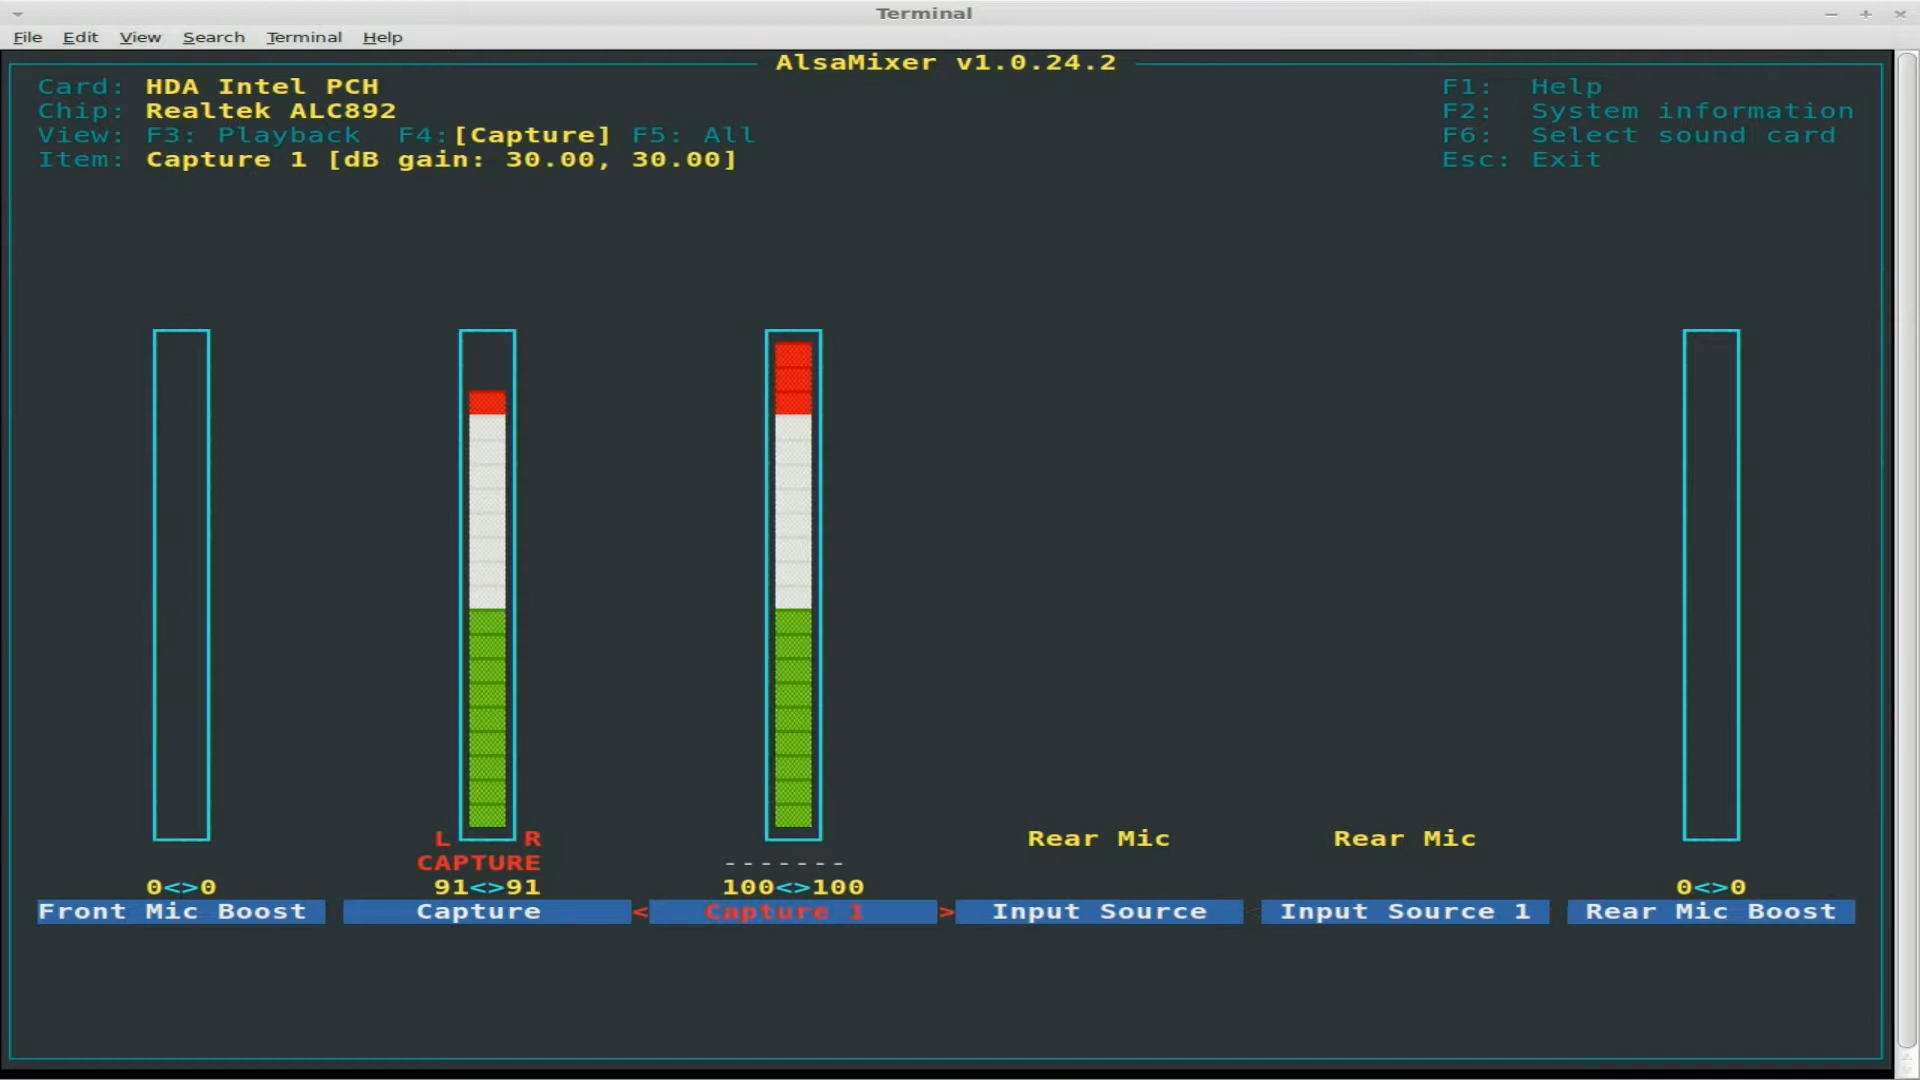 Terminal
File Edit View Search Terminal Help
AlsaMixer v1.0.24.2
Card: HDA Intel PCH F1: Help
Chip: Realtek ALC892 F2: System information
View: F3: Playback F4:[Capture] F5: All F6: Select sound card
Item: Capture 1 [dB gain: 30.00, 30.00] Esc: Exit
L R Rear Mic Rear Mic
CAPTURE -------
0<>0 91<>91 100<>100 0<>0
Front Mic Boost Capture < Capture 1 > Input Source Input Source 1 Rear Mic Boost